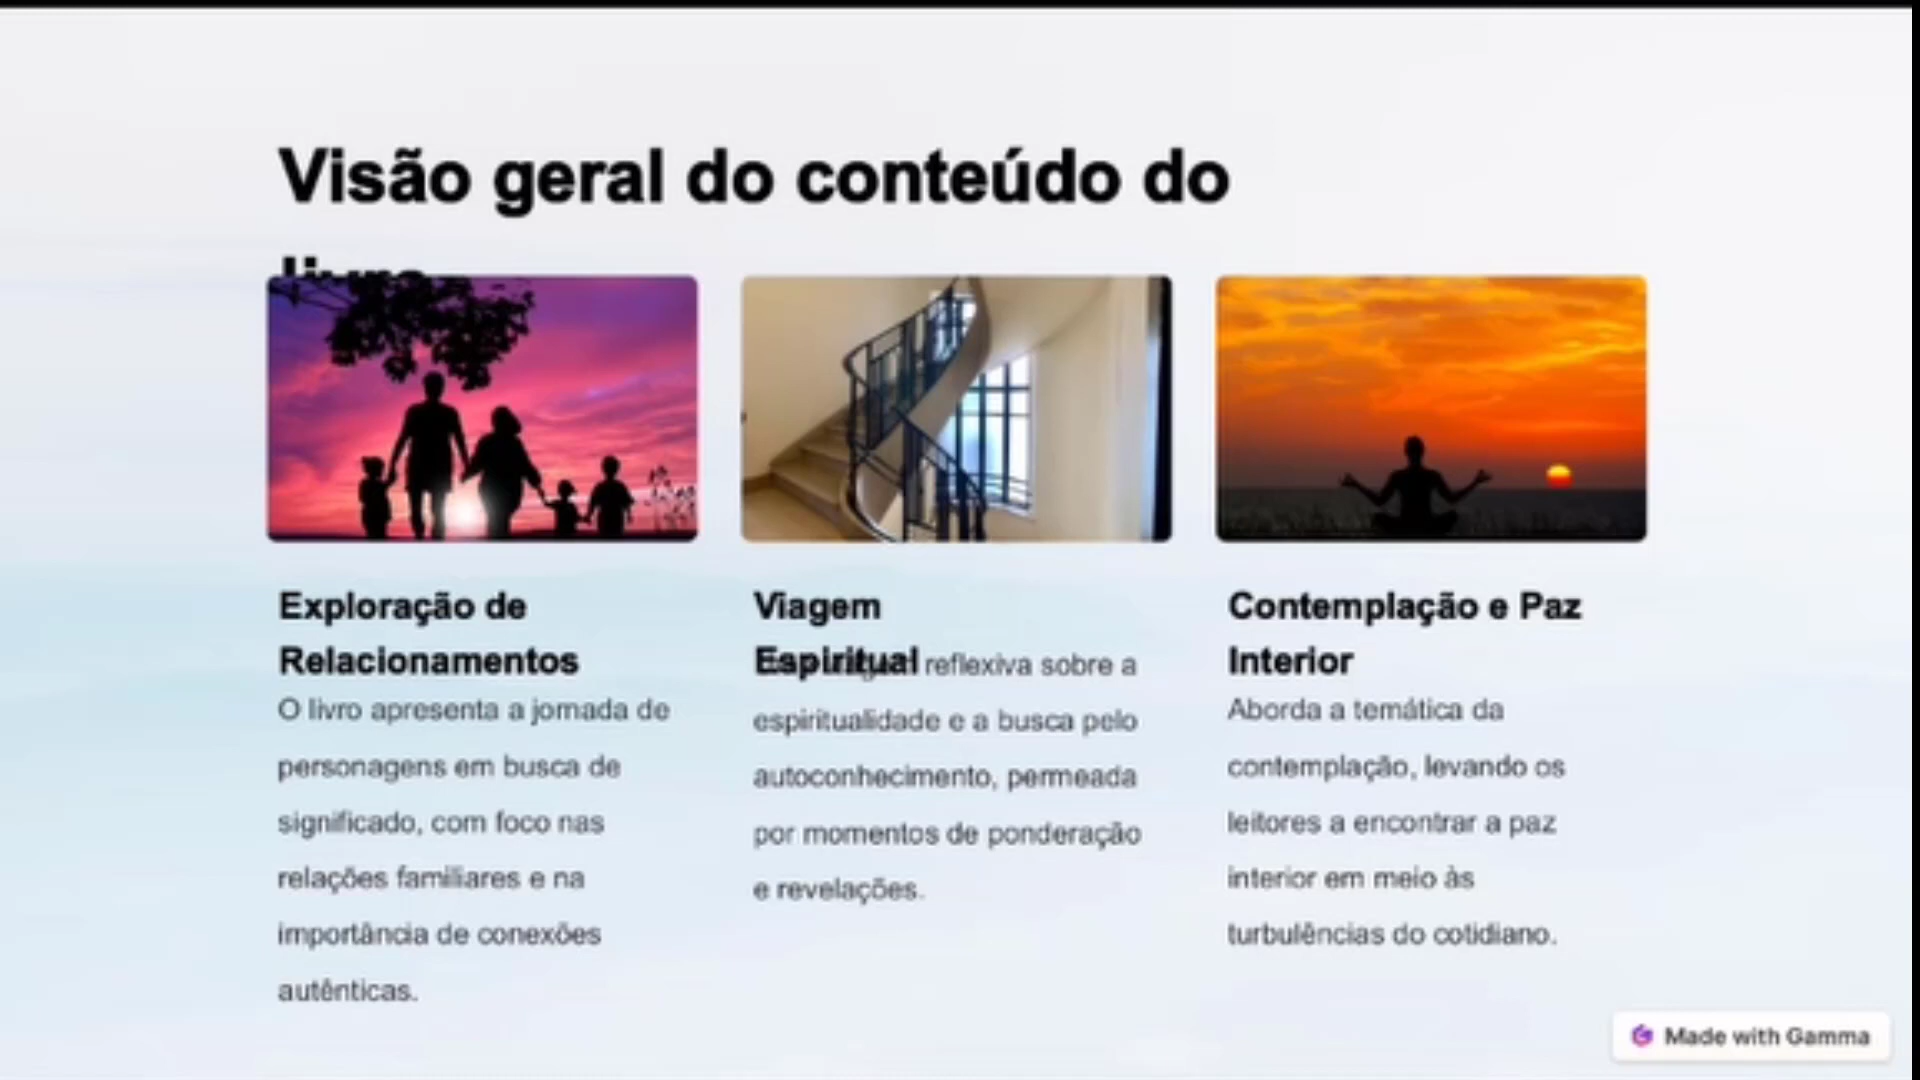 Visão geral do conteúdo do
livro
Exploração de
Relacionamentos
O livro apresenta a jornada de
personagens em busca de
significado, com foco nas
relações familiares e na
importância de conexões
autênticas.
Viagem
Espiritual
reflexiva sobre a
espiritualidade e a busca pelo
autoconhecimento, permeada
por momentos de ponderação
e revelações.
Contemplação e Paz
Interior
Aborda a temática da
contemplação, levando os
leitores a encontrar a paz
interior em meio às
turbulências do cotidiano.
Made with Gamma